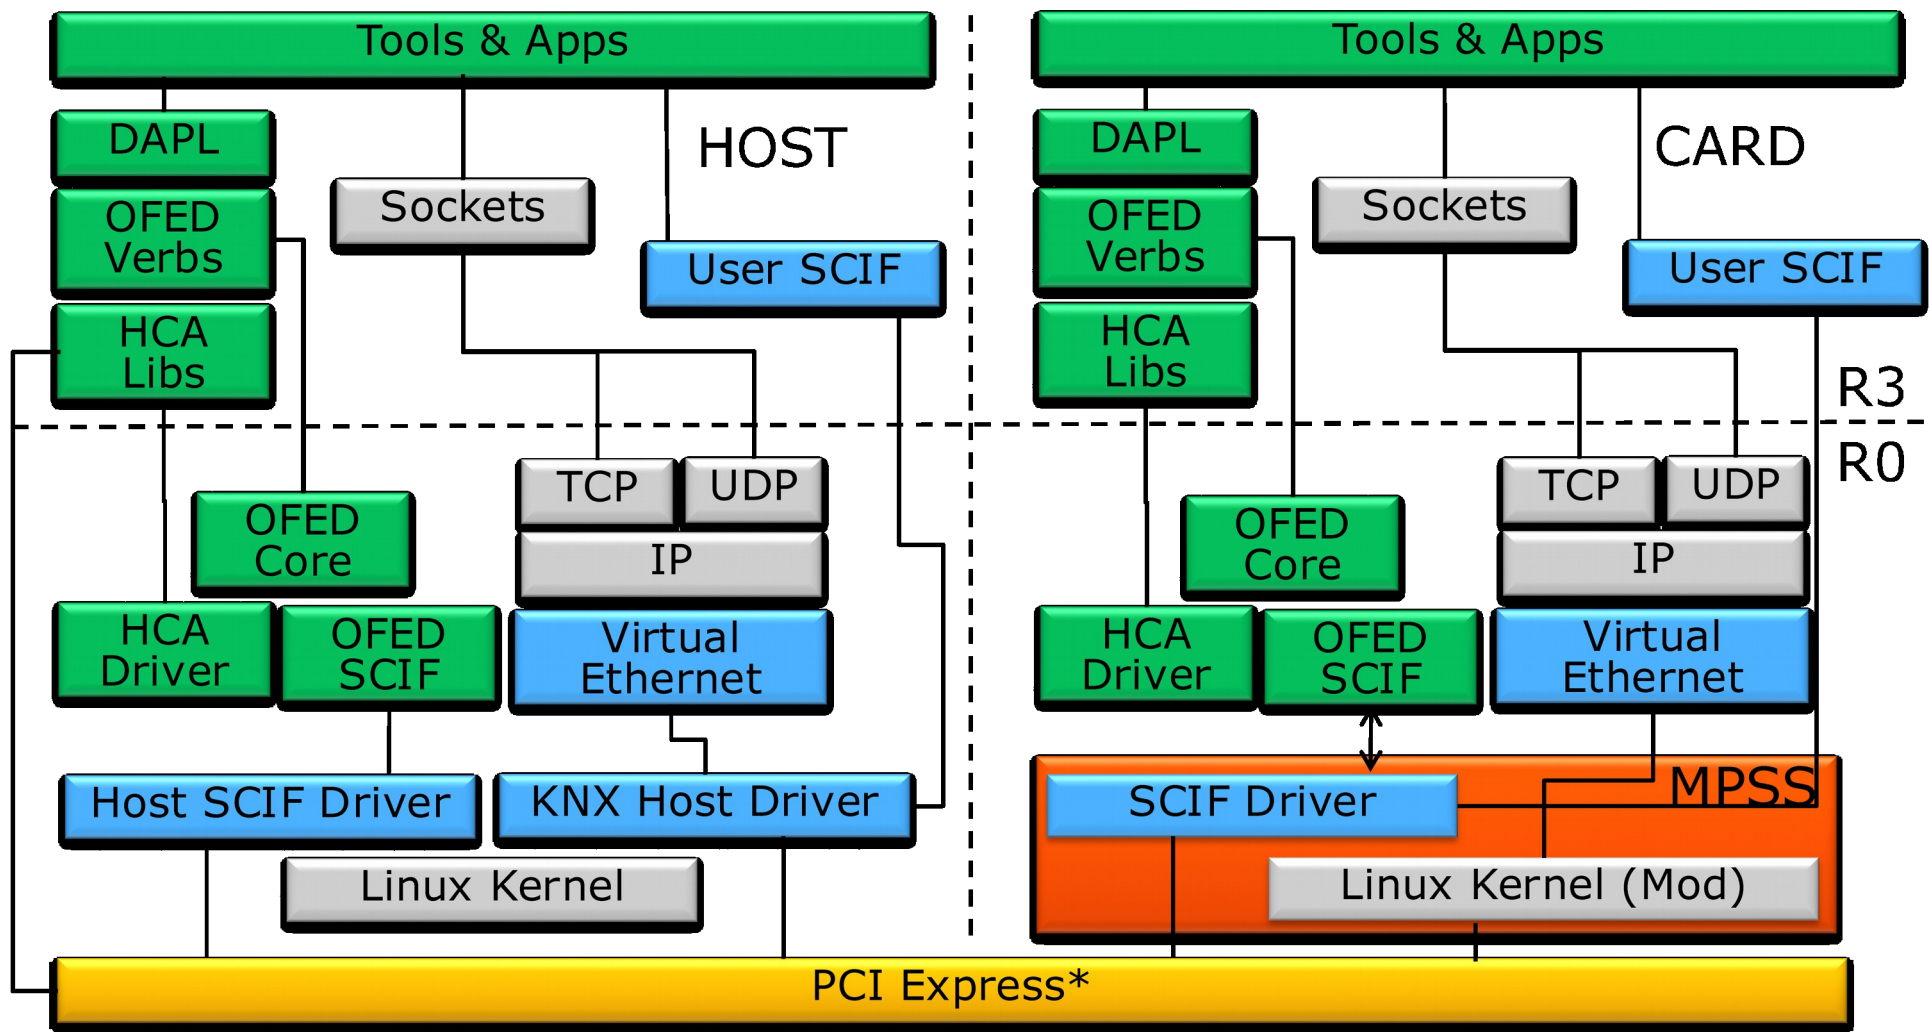 Tools & Apps
DAPL
HOST
OFED
Verbs
Sockets
User SCIF
HCA
Libs
TCP
UDP
OFED
Core
IP
HCA
Driver
OFED
SCIF
Virtual
Ethernet
Host SCIF Driver
KNX Host Driver
Linux Kernel
Tools & Apps
DAPL
CARD
OFED
Verbs
Sockets
User SCIF
HCA
Libs
R3
R0
TCP
UDP
OFED
Core
IP
HCA
Driver
OFED
SCIF
Virtual
Ethernet
MPSS
SCIF Driver
Linux Kernel (Mod)
PCI Express*